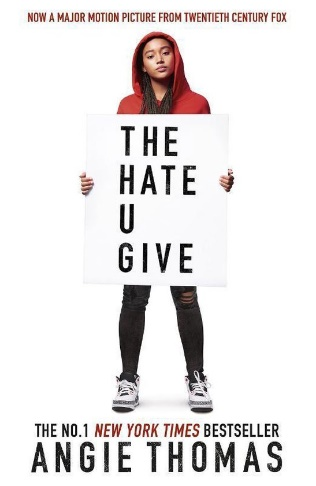 NOW A MAJOR MOTION PICTURE FROM TWENTIETH CENTURY FOX
THE
HATE
U
GIVE
THE NO.1 NEW YORK TIMES BESTSELLER
ANGIE THOMAS